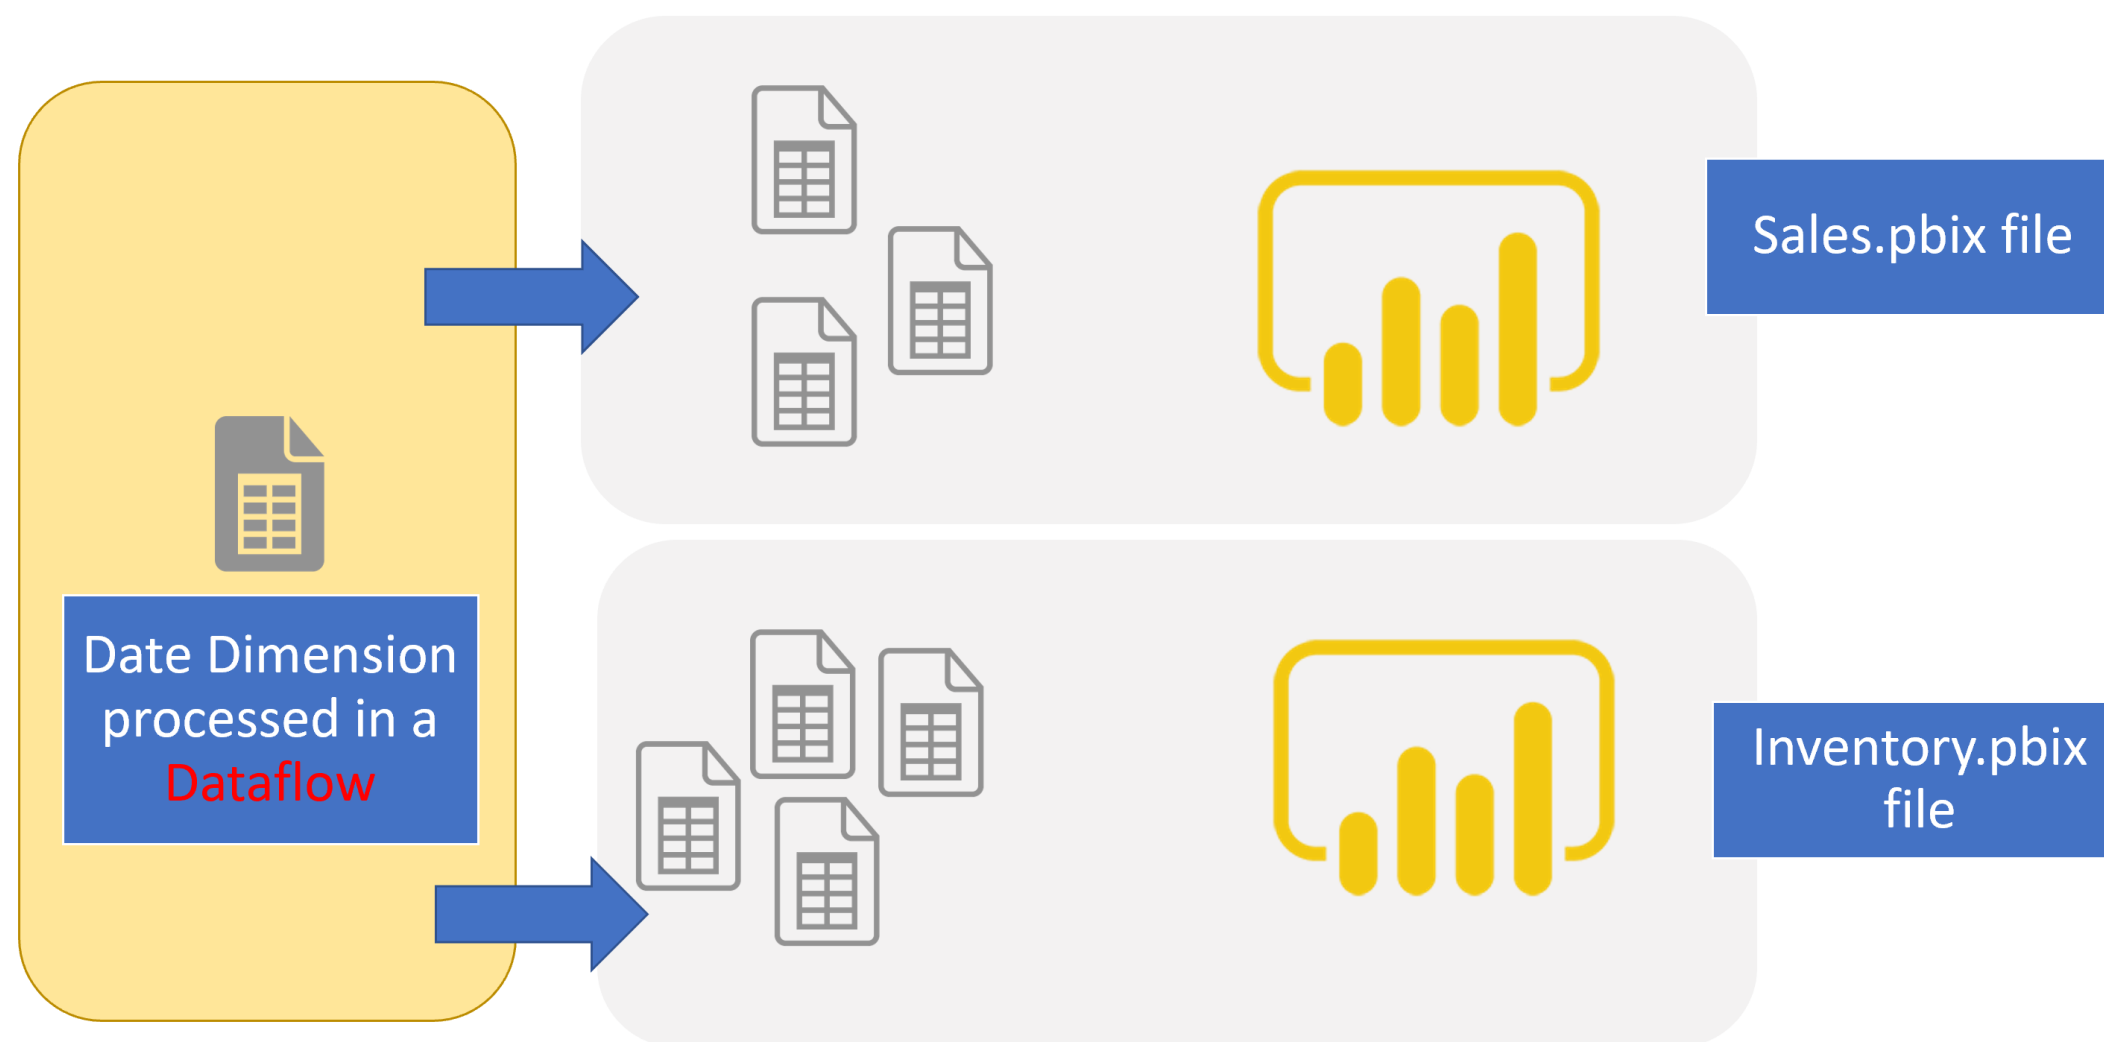 Date Dimension
processed in a
Dataflow
Sales.pbix file
Inventory.pbix
file